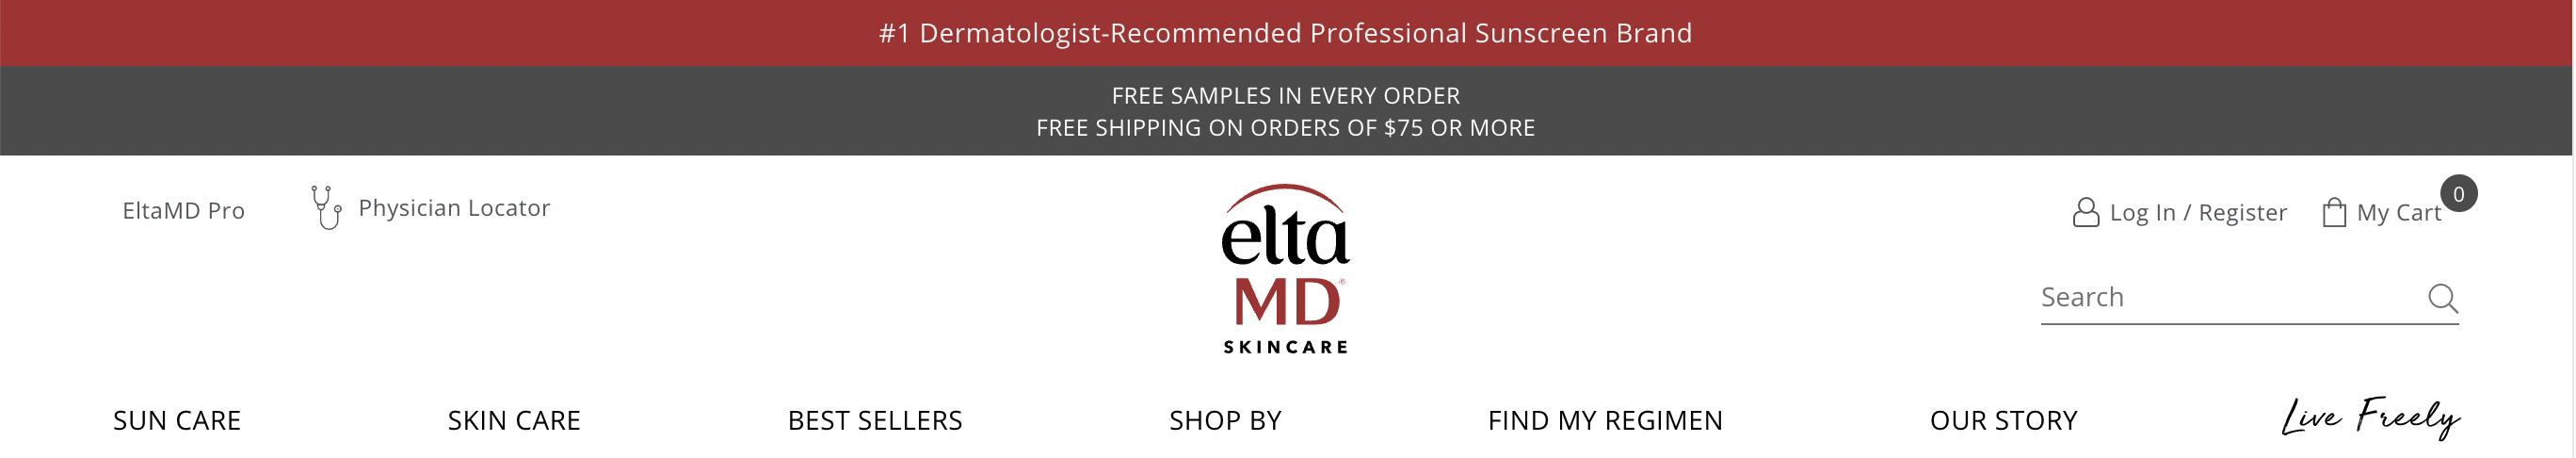 #1 Dermatologist-Recommended Professional Sunscreen Brand
FREE SAMPLES IN EVERY ORDER
FREE SHIPPING ON ORDERS OF $75 OR MORE
EltaMD Pro
Physician Locator
elta
MD®
SKINCARE
Log In / Register
My Cart
0
Search
SUN CARE
SKIN CARE
BEST SELLERS
SHOP BY
FIND MY REGIMEN
OUR STORY
Live Freely